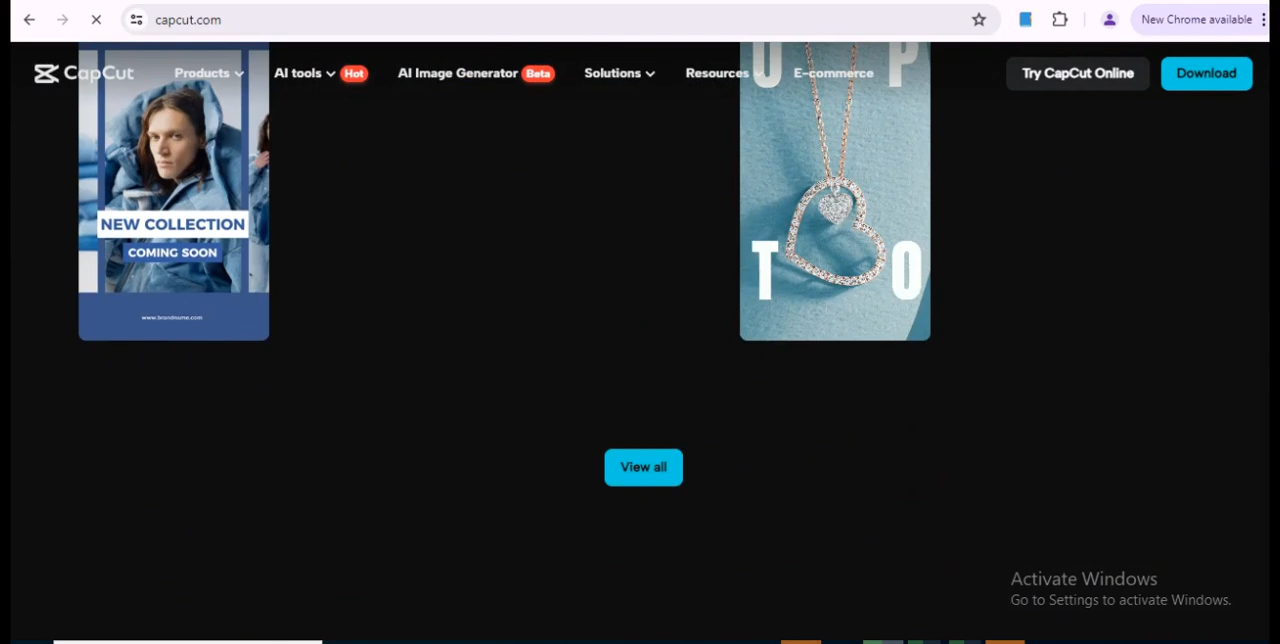 capcut.com
New Chrome available
CapCut
Products
AI tools
Hot
AI Image Generator
Beta
Solutions
Resources
E-commerce
Try CapCut Online
Download
U P
NEW COLLECTION
COMING SOON
T O
www.brandname.com
View all
Activate Windows
Go to Settings to activate Windows.